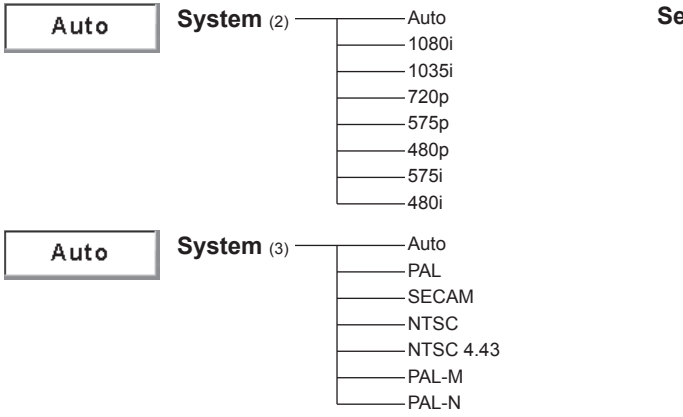 Auto
System (2)
Auto
1080i
1035i
720p
575p
480p
575i
480i
Auto
System (3)
Auto
PAL
SECAM
NTSC
NTSC 4.43
PAL-M
PAL-N
Se